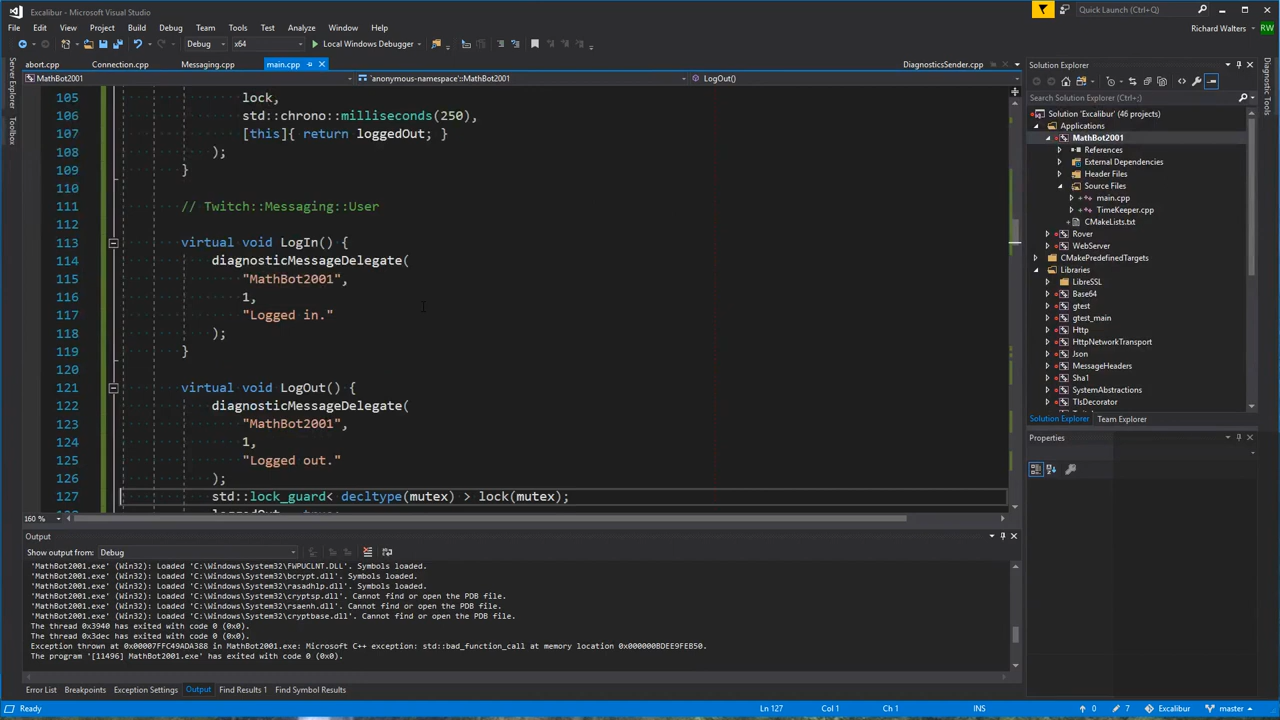 Excalibur - Microsoft Visual Studio
Quick Launch (Ctrl+Q)
File Edit View Project Build Debug Team Tools Test Analyze Window Help
Richard Walters RW
Debug x64 Local Windows Debugger
abort.cpp Connection.cpp Messaging.cpp main.cpp DiagnosticsSender.cpp
MathBot2001 `anonymous-namespace'::MathBot2001 LogOut()
Server Explorer
Toolbox
105 lock,
106 std::chrono::milliseconds(250),
107 [this]{ return loggedOut; }
108 );
109 }
110
111 // Twitch::Messaging::User
112
113 virtual void LogIn() {
114 diagnosticMessageDelegate(
115 "MathBot2001",
116 1,
117 "Logged in."
118 );
119 }
120
121 virtual void LogOut() {
122 diagnosticMessageDelegate(
123 "MathBot2001",
124 1,
125 "Logged out."
126 );
127 std::lock_guard< decltype(mutex) > lock(mutex);
160 %
Output
Show output from: Debug
'MathBot2001.exe' (Win32): Loaded 'C:\Windows\System32\FWPUCLNT.DLL'. Symbols loaded.
'MathBot2001.exe' (Win32): Loaded 'C:\Windows\System32\bcrypt.dll'. Symbols loaded.
'MathBot2001.exe' (Win32): Loaded 'C:\Windows\System32\rasadhlp.dll'. Symbols loaded.
'MathBot2001.exe' (Win32): Loaded 'C:\Windows\System32\cryptsp.dll'. Cannot find or open the PDB file.
'MathBot2001.exe' (Win32): Loaded 'C:\Windows\System32\rsaenh.dll'. Cannot find or open the PDB file.
'MathBot2001.exe' (Win32): Loaded 'C:\Windows\System32\cryptbase.dll'. Cannot find or open the PDB file.
The thread 0x3940 has exited with code 0 (0x0).
The thread 0x3dec has exited with code 0 (0x0).
Exception thrown at 0x00007FFC49ADA388 in MathBot2001.exe: Microsoft C++ exception: std::bad_function_call at memory location 0x000000BDEE9FEB50.
The program '[11496] MathBot2001.exe' has exited with code 0 (0x0).
Error List Breakpoints Exception Settings Output Find Results 1 Find Symbol Results
Solution Explorer
Search Solution Explorer (Ctrl+;)
Solution 'Excalibur' (46 projects)
Applications
MathBot2001
References
External Dependencies
Header Files
Source Files
main.cpp
TimeKeeper.cpp
CMakeLists.txt
Rover
WebServer
CMakePredefinedTargets
Libraries
LibreSSL
Base64
gtest
gtest_main
Http
HttpNetworkTransport
Json
MessageHeaders
Sha1
SystemAbstractions
TlsDecorator
Solution Explorer Team Explorer
Properties
Diagnostic Tools
Ready Ln 127 Col 1 Ch 1 INS 0 7 Excalibur master